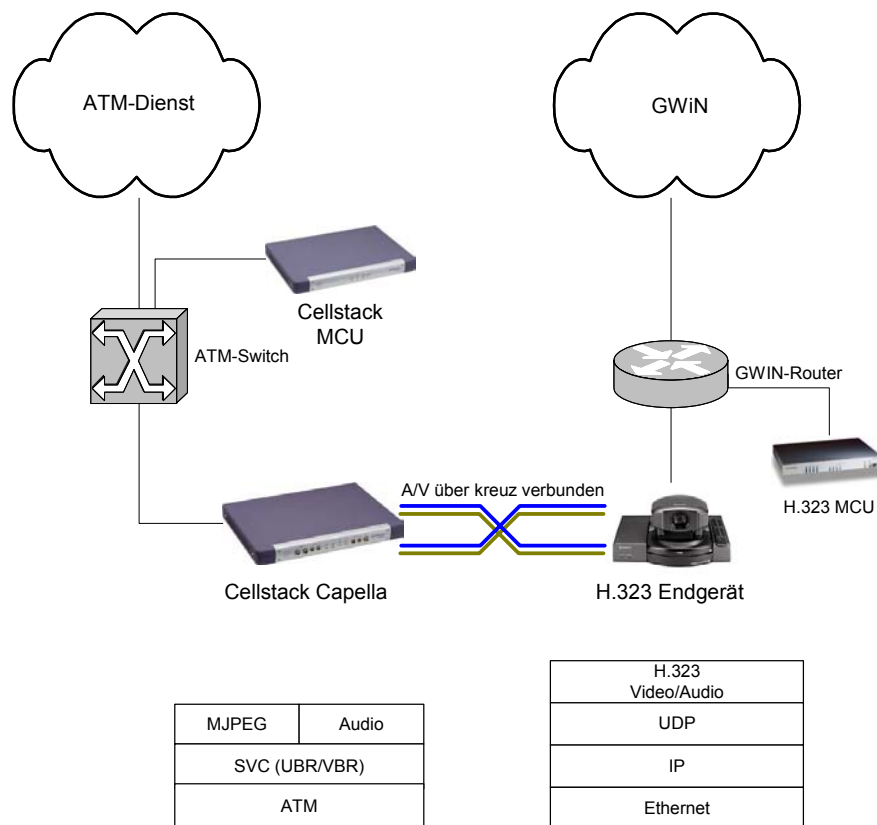 ATM-Dienst
GWiN
Cellstack
MCU
ATM-Switch
GWIN-Router
A/V über kreuz verbunden
H.323 MCU
Cellstack Capella
H.323 Endgerät
MJPEG
Audio
SVC (UBR/VBR)
ATM
H.323
Video/Audio
UDP
IP
Ethernet